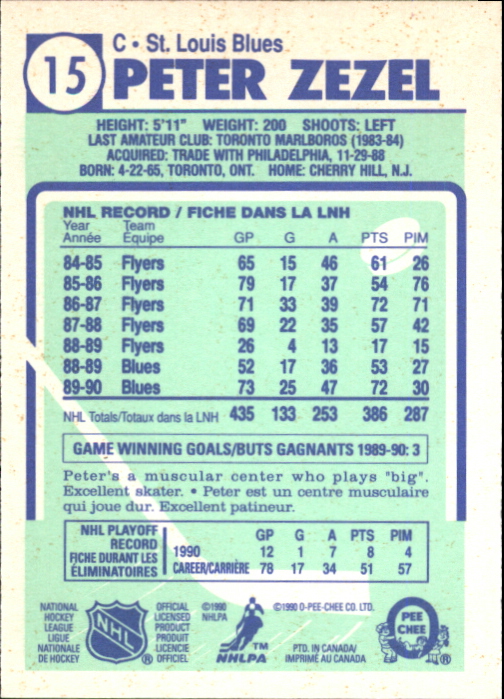 15
C • St. Louis Blues
PETER ZEZEL
HEIGHT: 5'11" WEIGHT: 200 SHOOTS: LEFT
LAST AMATEUR CLUB: TORONTO MARLBOROS (1983-84)
ACQUIRED: TRADE WITH PHILADELPHIA, 11-29-88
BORN: 4-22-65, TORONTO, ONT. HOME: CHERRY HILL, N.J.
NHL RECORD / FICHE DANS LA LNH
Year Team
Année Équipe GP G A PTS PIM
84-85 Flyers 65 15 46 61 26
85-86 Flyers 79 17 37 54 76
86-87 Flyers 71 33 39 72 71
87-88 Flyers 69 22 35 57 42
88-89 Flyers 26 4 13 17 15
88-89 Blues 52 17 36 53 27
89-90 Blues 73 25 47 72 30
NHL Totals/Totaux dans la LNH 435 133 253 386 287
GAME WINNING GOALS/BUTS GAGNANTS 1989-90: 3
Peter's a muscular center who plays "big".
Excellent skater. • Peter est un centre musculaire
qui joue dur. Excellent patineur.
NHL PLAYOFF RECORD
FICHE DURANT LES ÉLIMINATOIRES
GP G A PTS PIM
1990 12 1 7 8 4
CAREER/CARRIÈRE 78 17 34 51 57
NATIONAL
HOCKEY
LEAGUE
LIGUE
NATIONALE
DE HOCKEY
NHL ®
OFFICIAL
LICENSED
PRODUCT
PRODUIT
LICENCIE
OFFICIEL
©1990
NHLPA
TM
NHLPA
©1990 O-PEE-CHEE CO. LTD.
PTD. IN CANADA/
IMPRIMÉ AU CANADA
PEE
CHEE
®